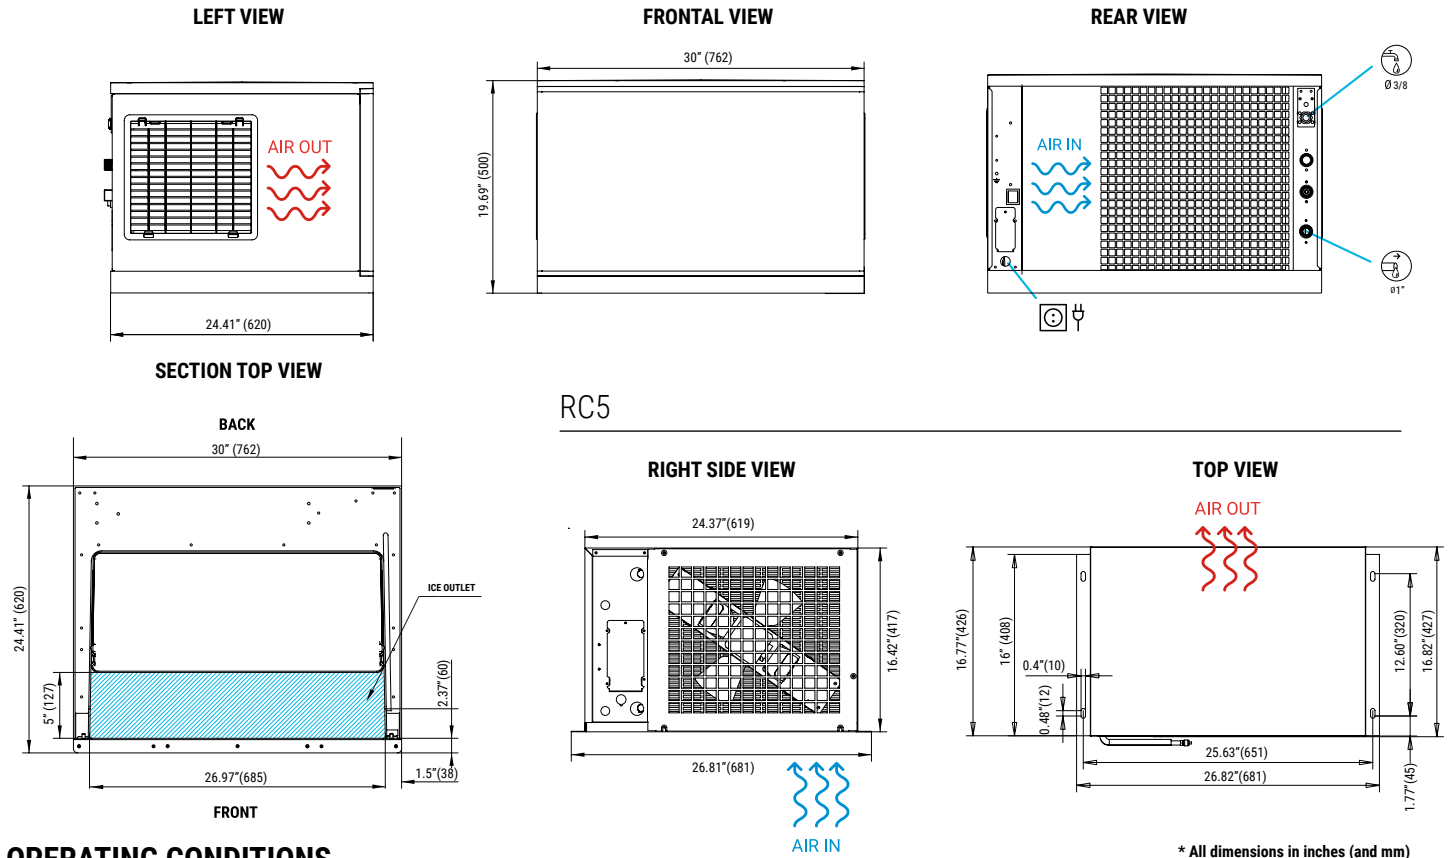 LEFT VIEW
FRONTAL VIEW
REAR VIEW
30” (762)
19.69” (500)
AIR OUT
AIR IN
Ø 3/8
ø1”
24.41” (620)
SECTION TOP VIEW
BACK
30” (762)
24.41” (620)
ICE OUTLET
5” (127)
2.37”(60)
26.97”(685)
1.5”(38)
FRONT
RC5
RIGHT SIDE VIEW
24.37”(619)
16.42”(417)
26.81”(681)
AIR IN
TOP VIEW
AIR OUT
16.77”(426)
16” (408)
0.4”(10)
0.48”(12)
12.60”(320)
16.82”(427)
25.63”(651)
26.82”(681)
1.77”(45)
OPERATING CONDITIONS
* All dimensions in inches (and mm)